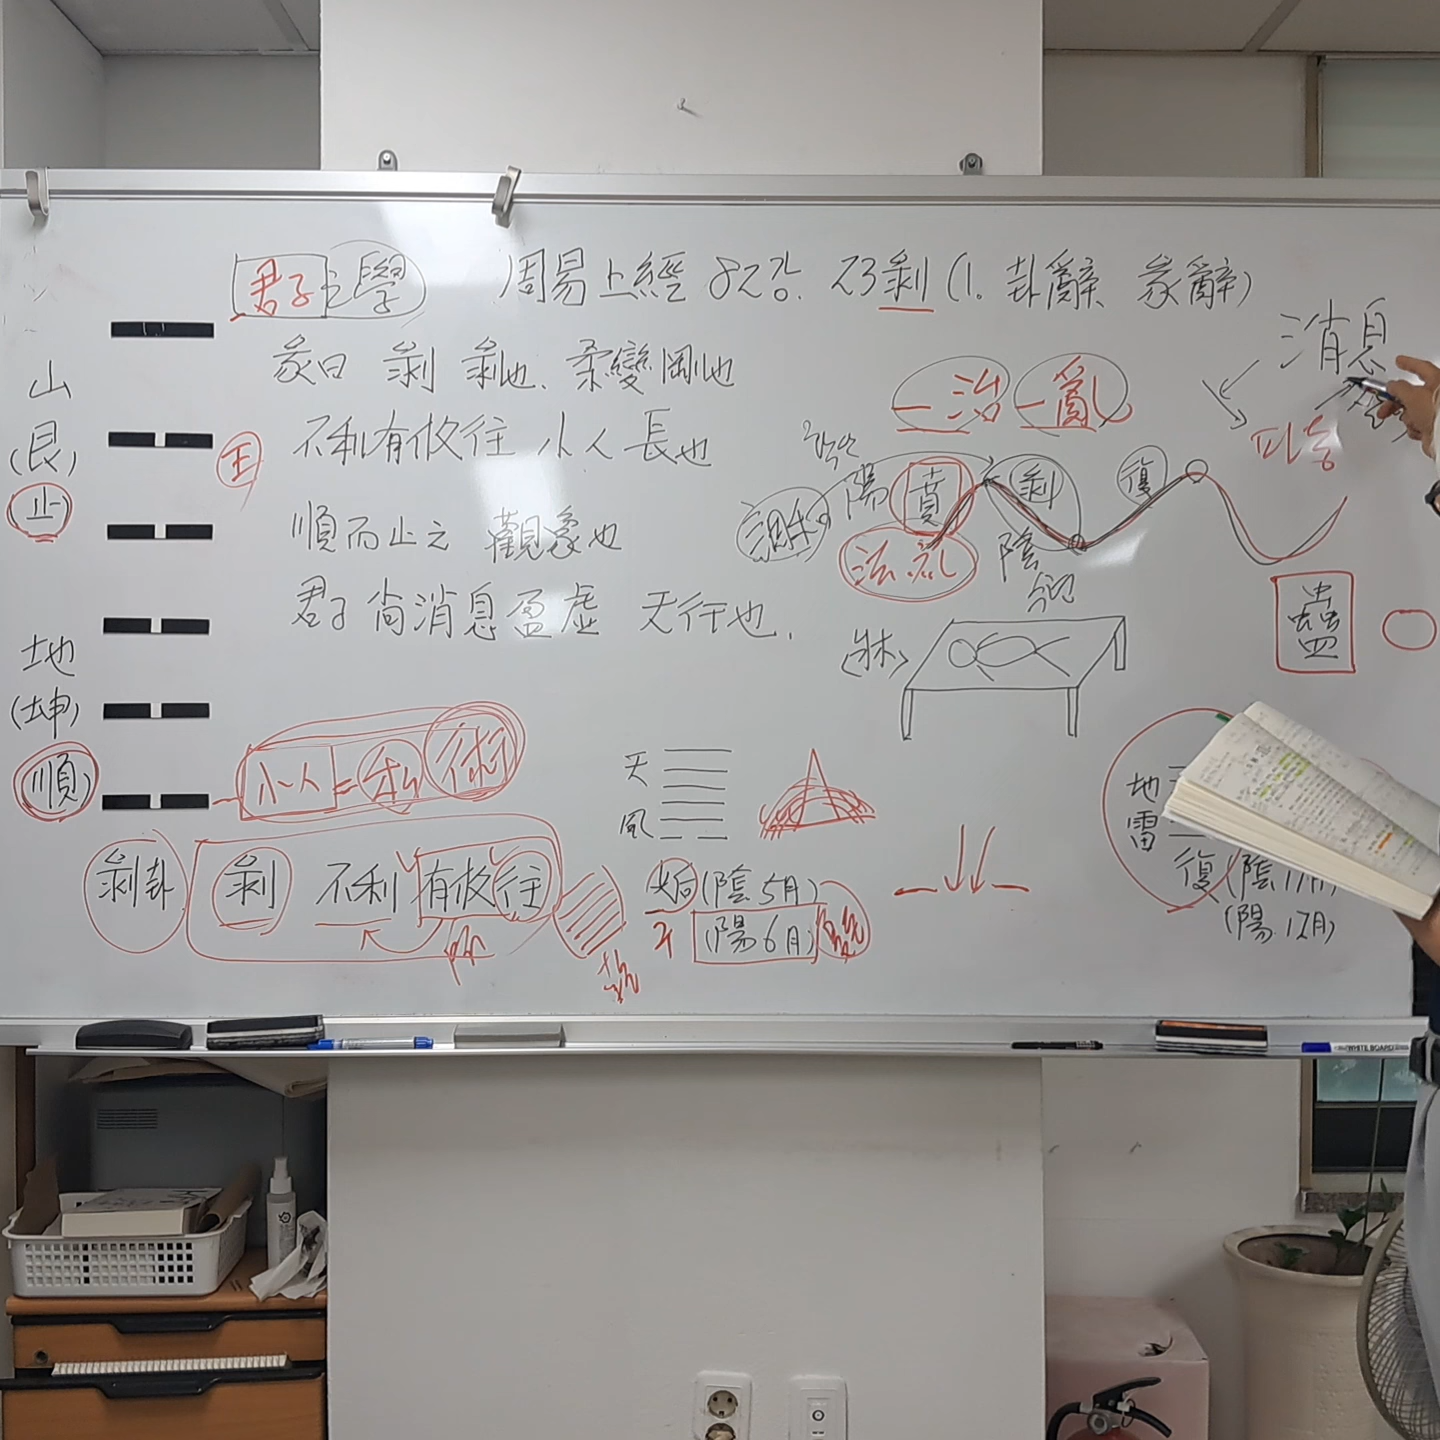 君子之學 周易上經 82강. 23剝 (1. 卦辭 彖辭)
彖曰 剝 剝也. 柔變剛也
不利有攸往 小人 長也
順而止之 觀象也
君子 尙消息盈虛 天行也.
山
(艮)
止
王
地
(坤)
順
小人 =
剝卦 剝 不利 有攸往
消息
一治 一亂
陽 賁 剝 復
陰
(牀)
蠱
天
風
姤 (陰.5月)
(陽 6月)
地
雷
復 (陰 11月)
(陽.12月)
WHITE BOARD